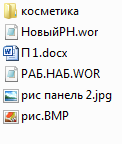 косметика
НовыйРН.wor
П 1.docx
РАБ.НАБ.WOR
рис панель 2.jpg
рис.BMP